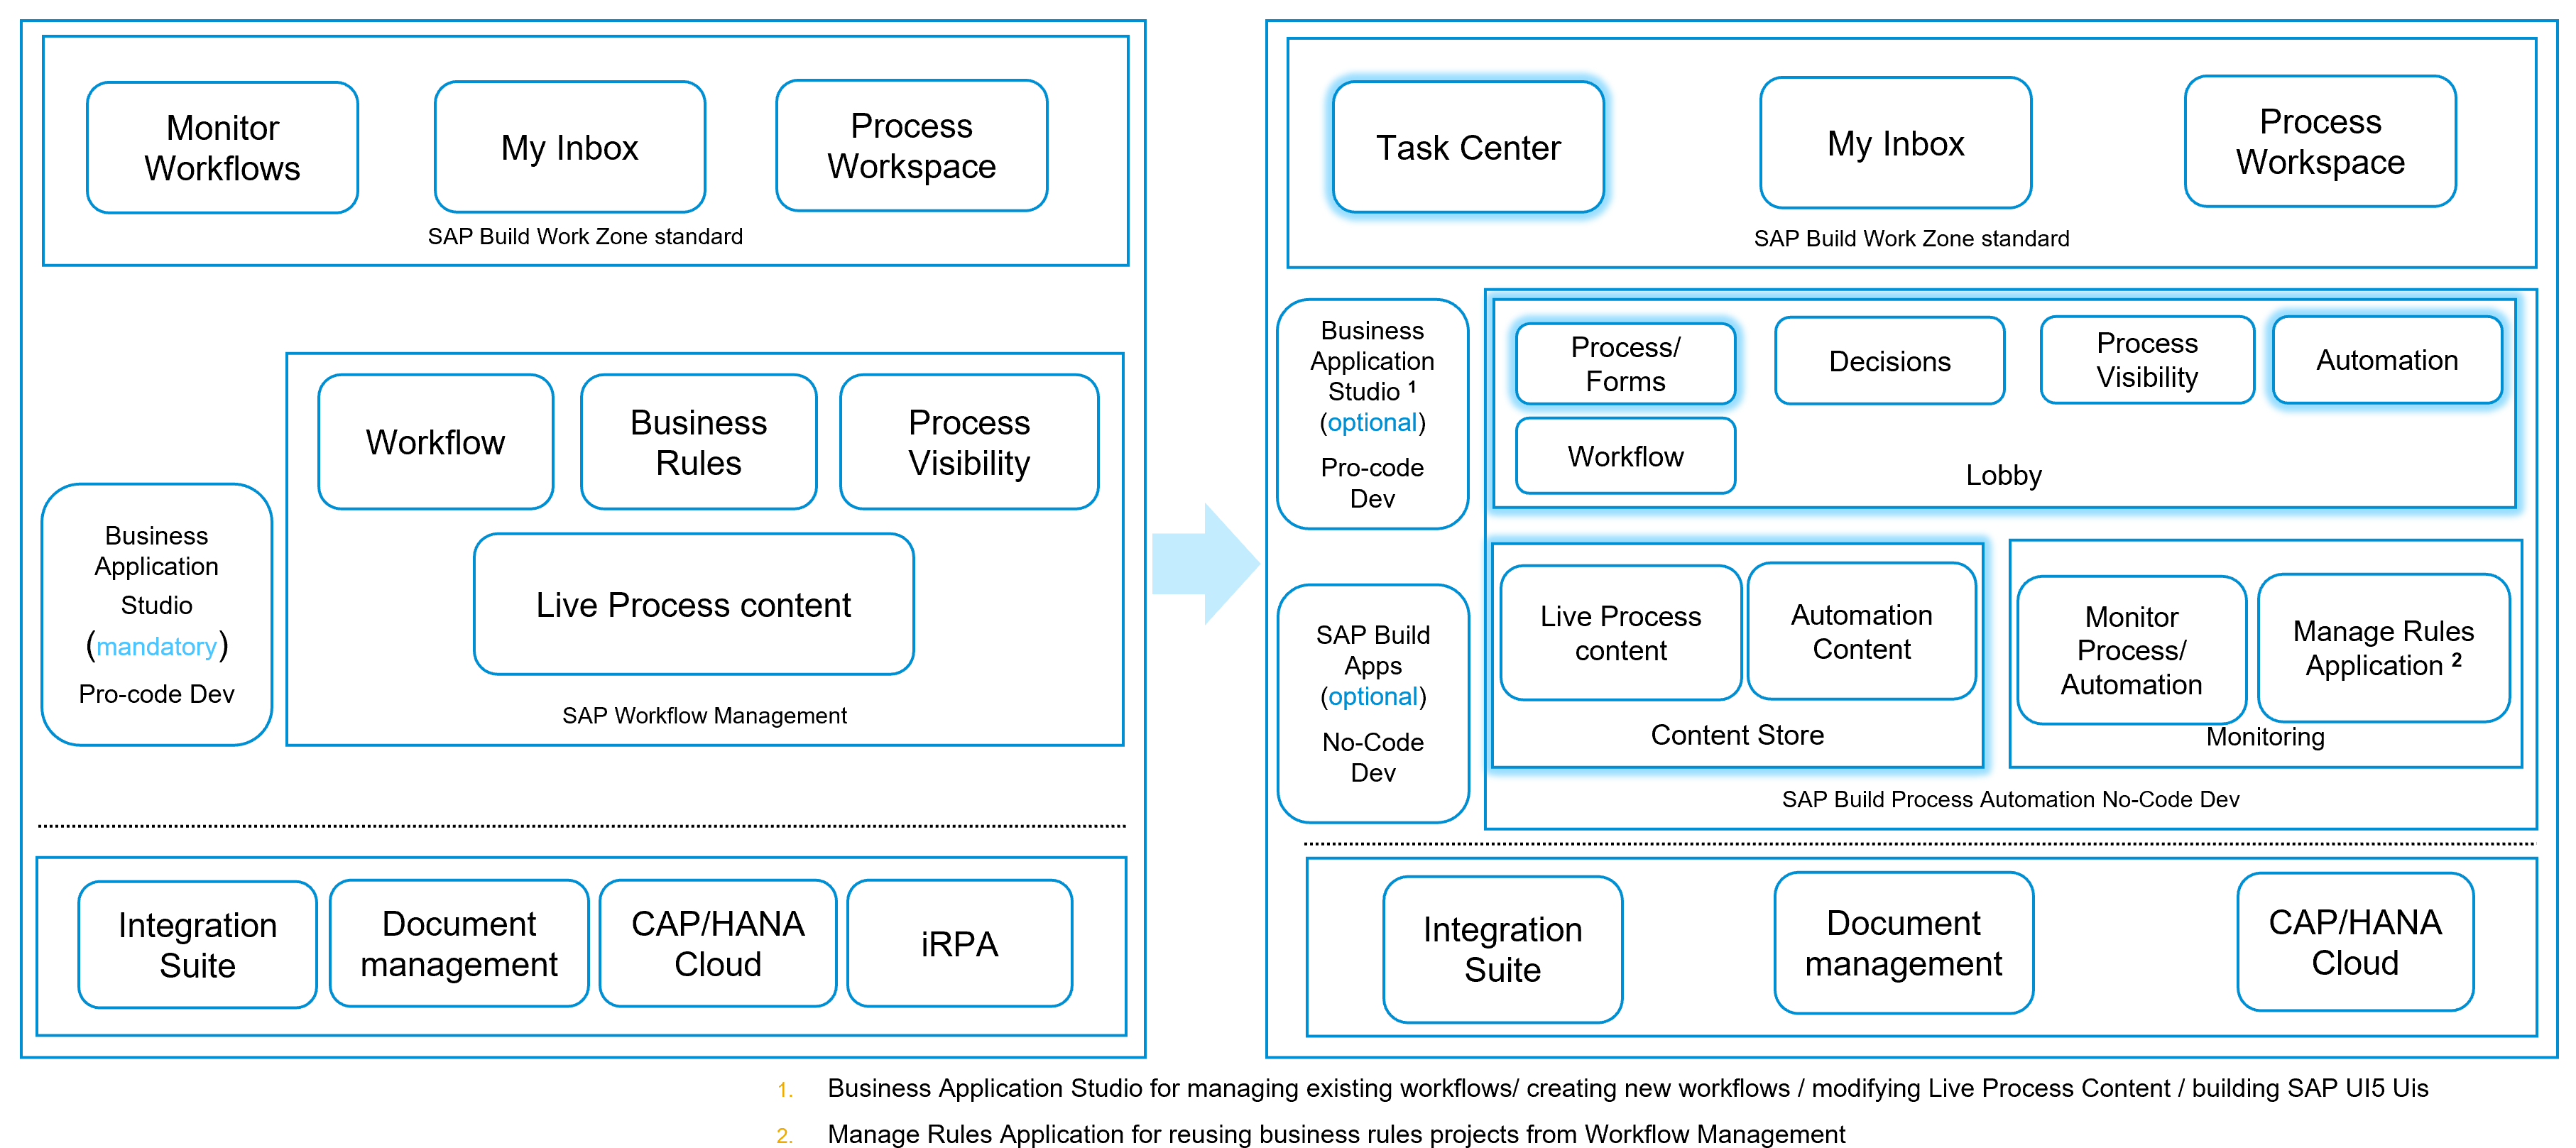 Monitor
Workflows
My Inbox
Process
Workspace
SAP Build Work Zone standard
Workflow
Business
Rules
Process
Visibility
Live Process content
SAP Workflow Management
Business
Application
Studio
(mandatory)
Pro-code Dev
Integration
Suite
Document
management
CAP/HANA
Cloud
iRPA
Task Center
My Inbox
Process
Workspace
SAP Build Work Zone standard
Business
Application
Studio ¹
(optional)
Pro-code
Dev
Process/
Forms
Decisions
Process
Visibility
Automation
Workflow
Lobby
SAP Build
Apps
(optional)
No-Code
Dev
Live Process
content
Automation
Content
Content Store
Monitor
Process/
Automation
Manage Rules
Application ²
Monitoring
SAP Build Process Automation No-Code Dev
Integration
Suite
Document
management
CAP/HANA
Cloud
1. Business Application Studio for managing existing workflows/ creating new workflows / modifying Live Process Content / building SAP UI5 Uis
2. Manage Rules Application for reusing business rules projects from Workflow Management